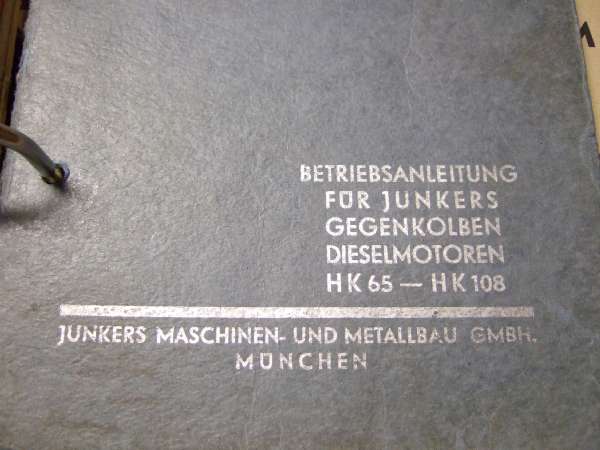 BETRIEBSANLEITUNG
FÜR JUNKERS
GEGENKOLBEN
DIESELMOTOREN
HK 65 — HK 108
JUNKERS MASCHINEN- UND METALLBAU GMBH.
MÜNCHEN